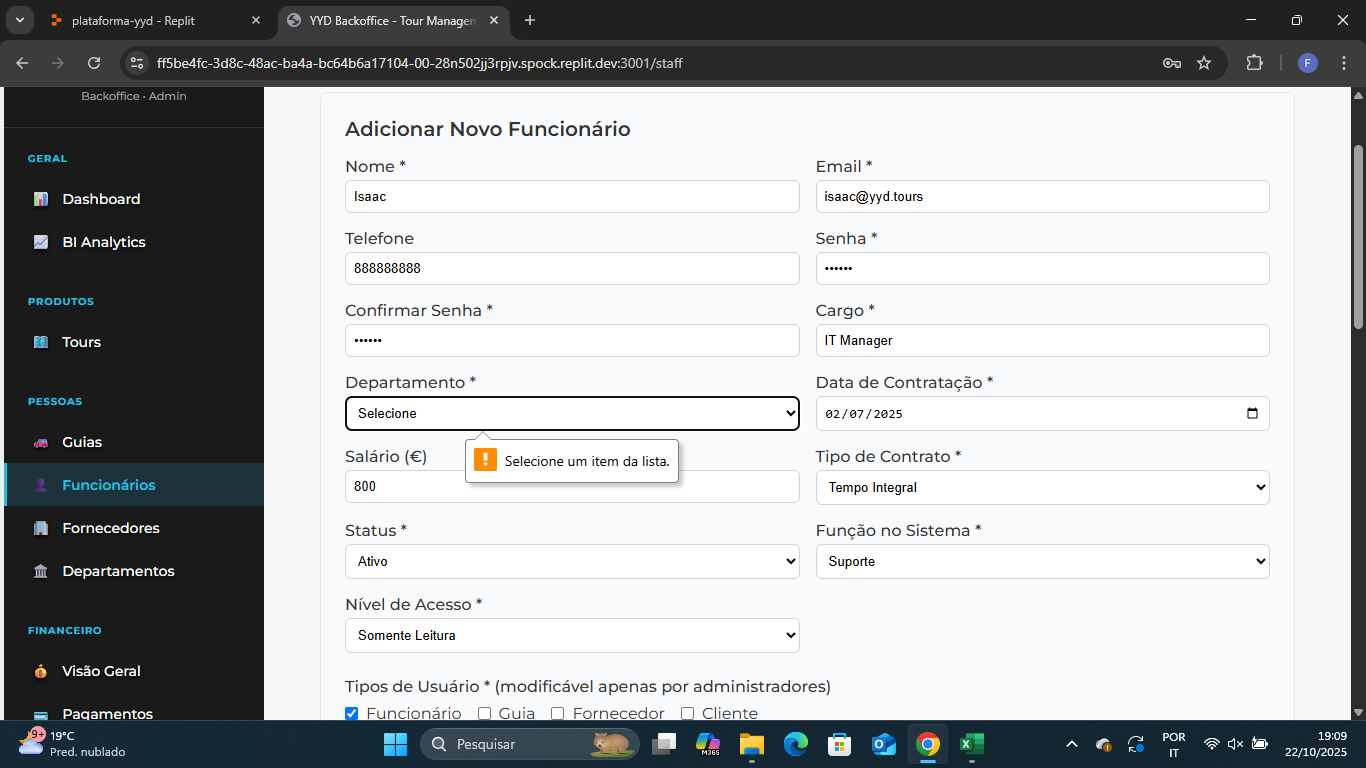 plataforma-yyd - Replit
YYD Backoffice - Tour Managem
ff5be4fc-3d8c-48ac-ba4a-bc64b6a17104-00-28n502jj3rpjv.spock.replit.dev:3001/staff
F
Backoffice • Admin
GERAL
Dashboard
BI Analytics
PRODUTOS
Tours
PESSOAS
Guias
Funcionários
Fornecedores
Departamentos
FINANCEIRO
Visão Geral
Pagamentos
Adicionar Novo Funcionário
Nome *
Isaac
Email *
isaac@yyd.tours
Telefone
888888888
Senha *
••••••
Confirmar Senha *
••••••
Cargo *
IT Manager
Departamento *
Selecione
Selecione um item da lista.
Data de Contratação *
02/07/2025
Salário (€)
800
Tipo de Contrato *
Tempo Integral
Status *
Ativo
Função no Sistema *
Suporte
Nível de Acesso *
Somente Leitura
Tipos de Usuário * (modificável apenas por administradores)
Funcionário Guia Fornecedor Cliente
9+
19°C
Pred. nublado
Pesquisar
M365
POR
IT
19:09
22/10/2025